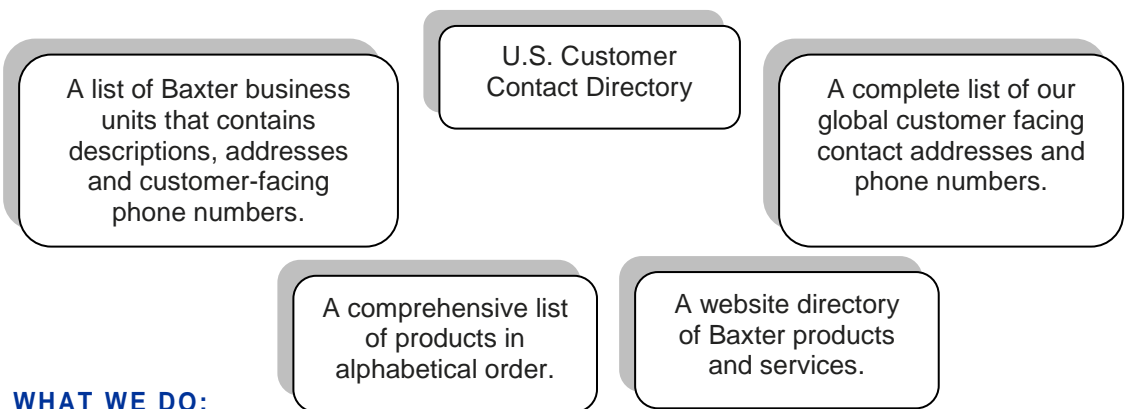 U.S. Customer
Contact Directory
A list of Baxter business
units that contains
descriptions, addresses
and customer-facing
phone numbers.
A complete list of our
global customer facing
contact addresses and
phone numbers.
A comprehensive list
of products in
alphabetical order.
A website directory
of Baxter products
and services.
WHAT WE DO: